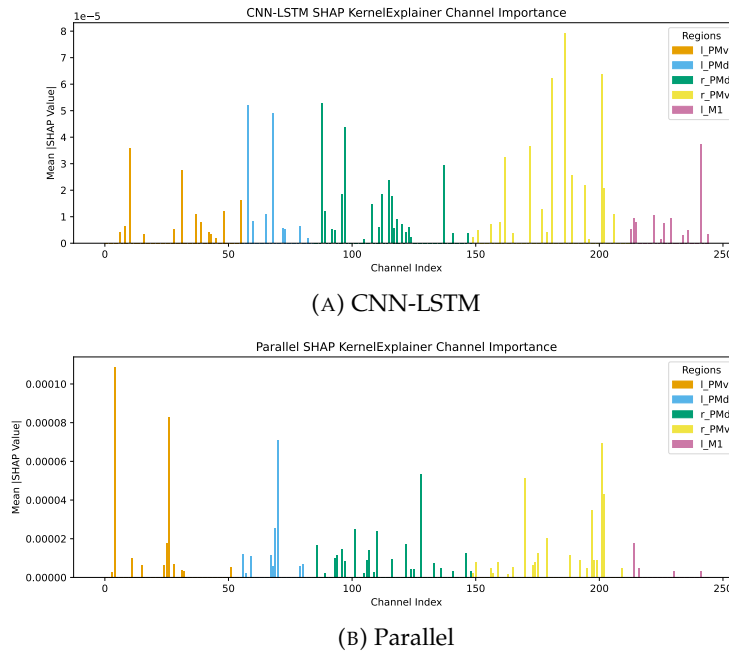 CNN-LSTM SHAP KernelExplainer Channel Importance
1e−5
Mean |SHAP Value|
8
7
6
5
4
3
2
1
0
0 50 100 150 200 250
Channel Index
Regions
l_PMv
l_PMd
r_PMd
r_PMv
l_M1
(A) CNN-LSTM
Parallel SHAP KernelExplainer Channel Importance
Mean |SHAP Value|
0.00010
0.00008
0.00006
0.00004
0.00002
0.00000
0 50 100 150 200 250
Channel Index
Regions
l_PMv
l_PMd
r_PMd
r_PMv
l_M1
(B) Parallel